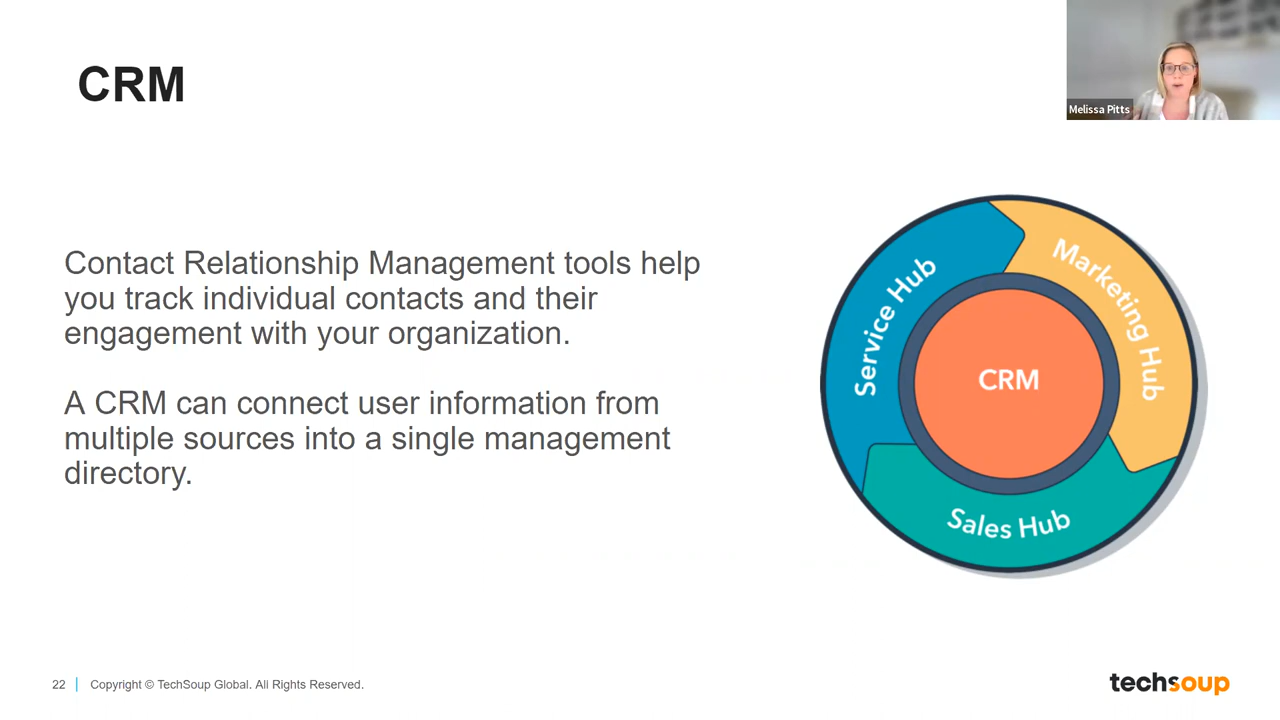 CRM
Melissa Pitts
Contact Relationship Management tools help
you track individual contacts and their
engagement with your organization.
A CRM can connect user information from
multiple sources into a single management
directory.
Service Hub
Marketing Hub
CRM
Sales Hub
22
Copyright © TechSoup Global. All Rights Reserved.
techsoup